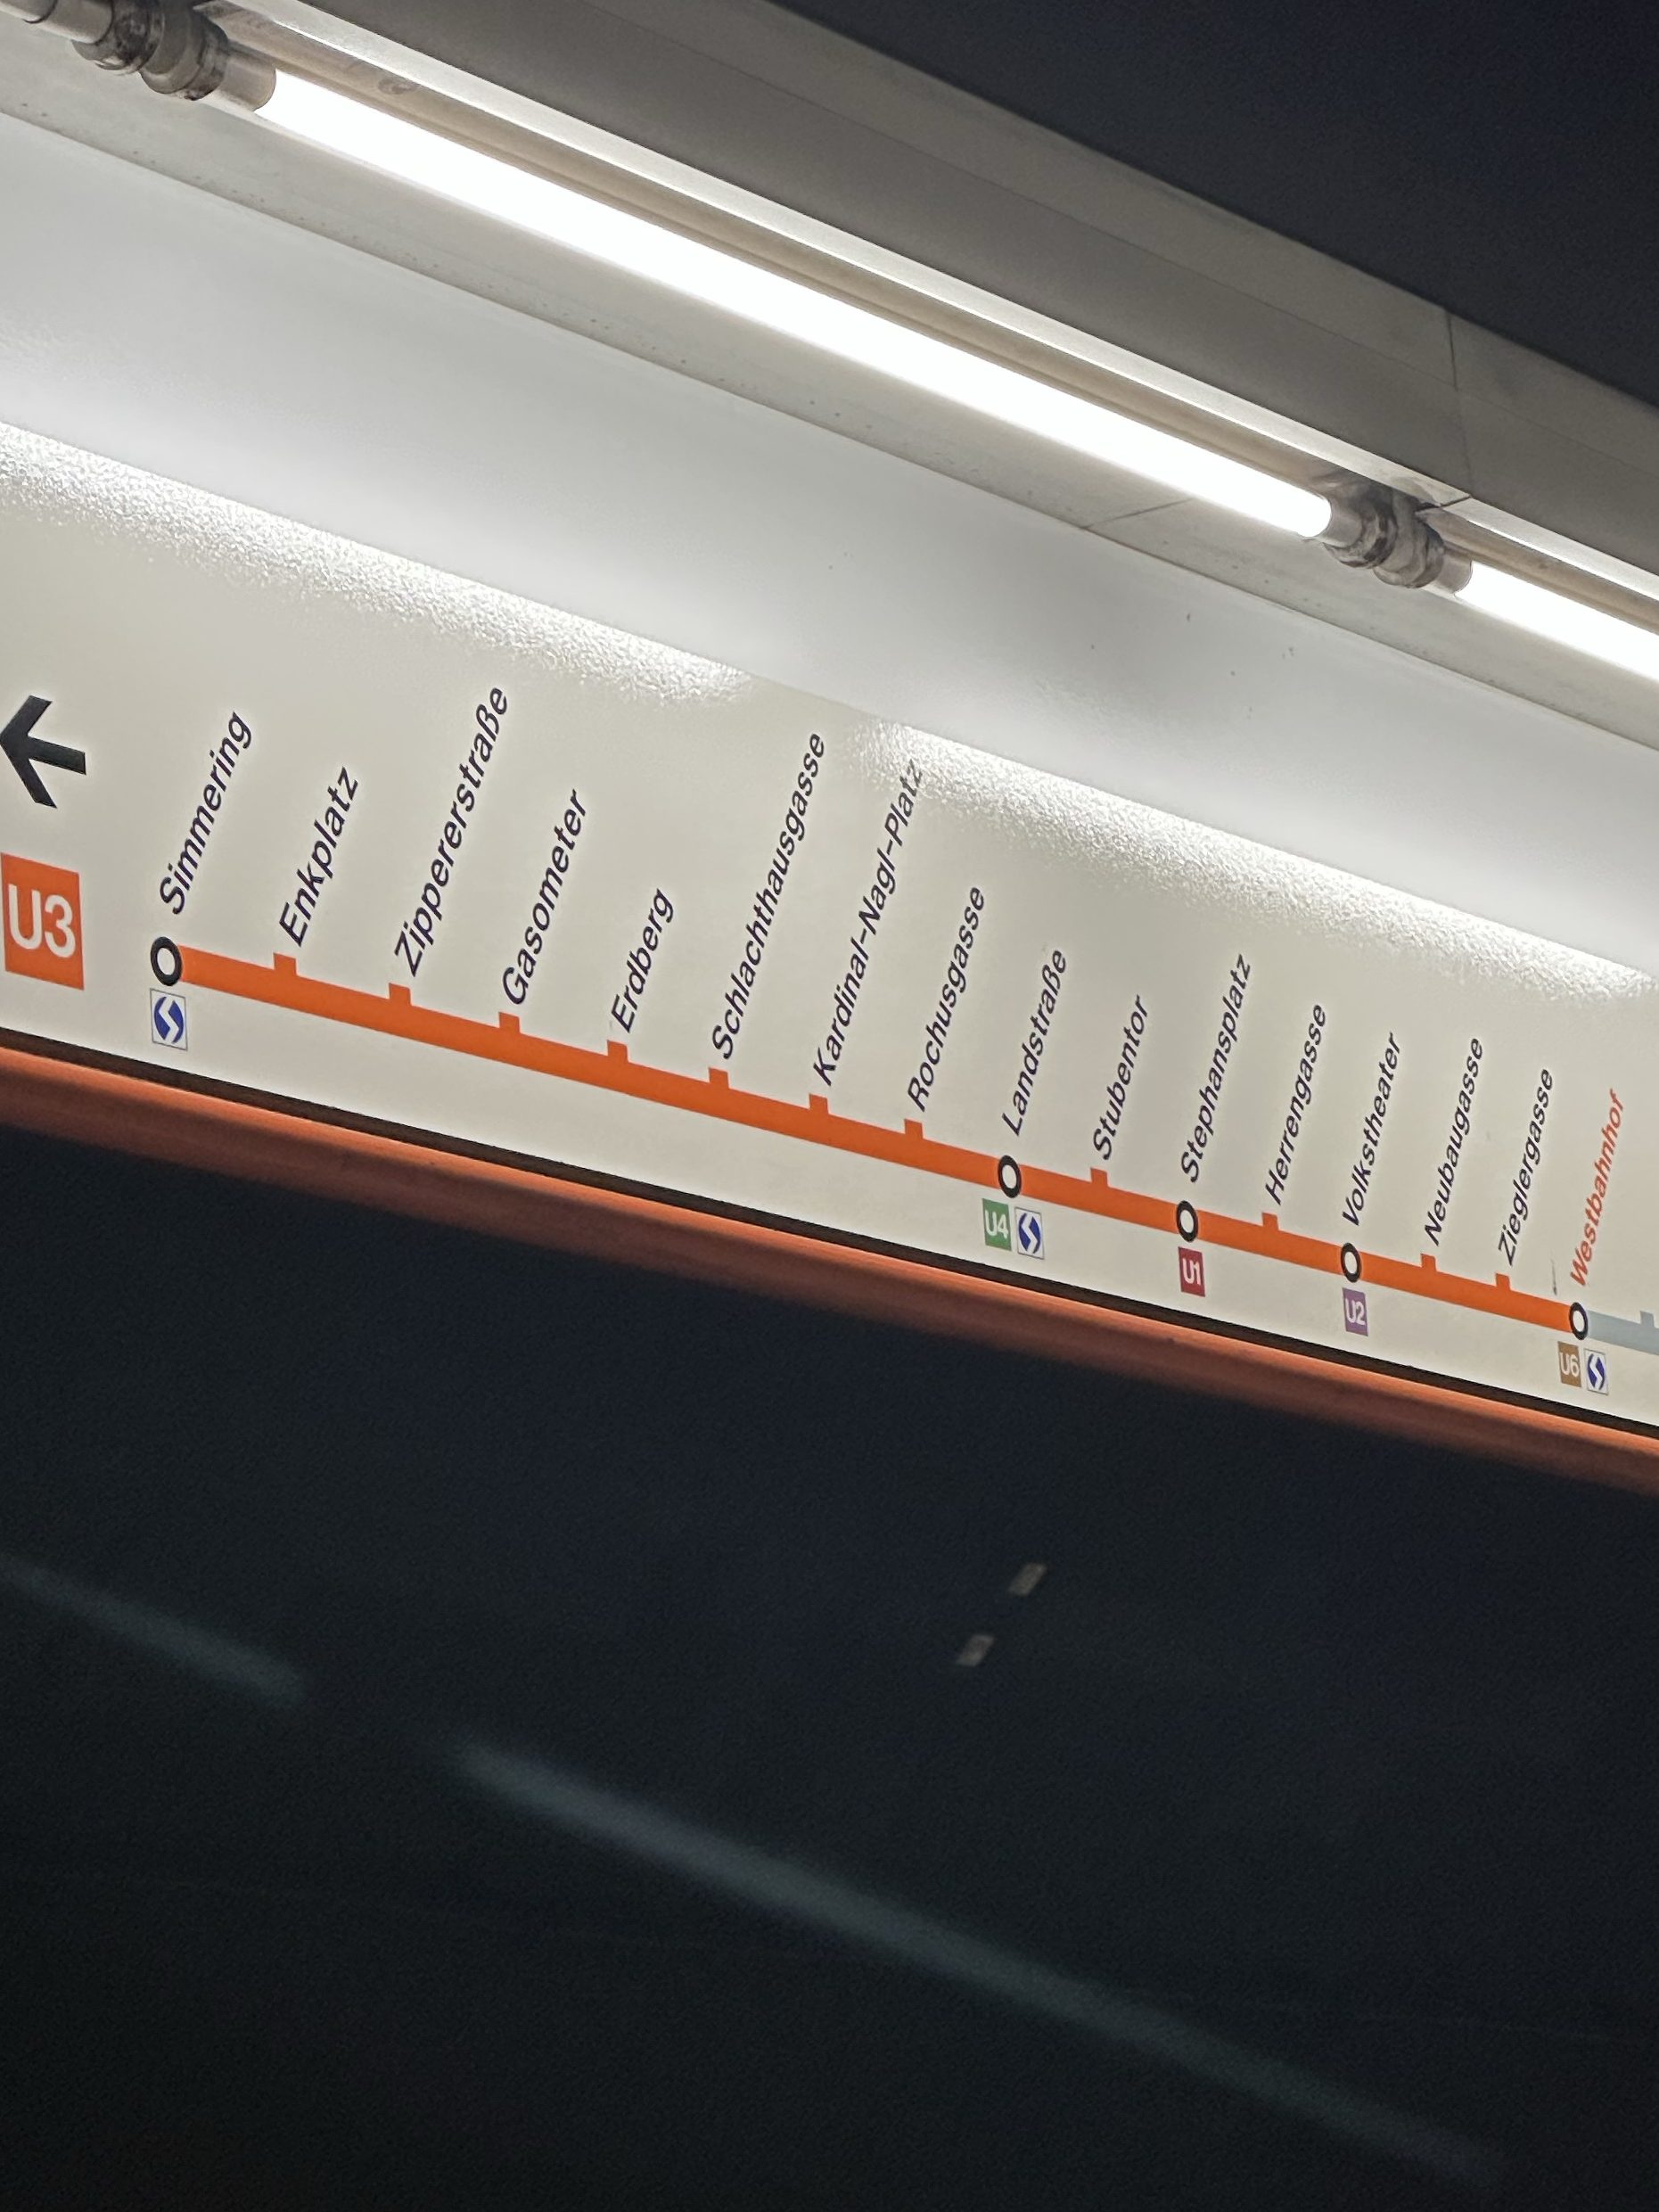 U3
Simmering
Enkplatz
Zippererstraße
Gasometer
Erdberg
Schlachthausgasse
Kardinal-Nagl-Platz
Rochusgasse
Landstraße
U4
Stubentor
Stephansplatz
U1
Herrengasse
Volkstheater
U2
Neubaugasse
Zieglergasse
Westbahnhof
U6